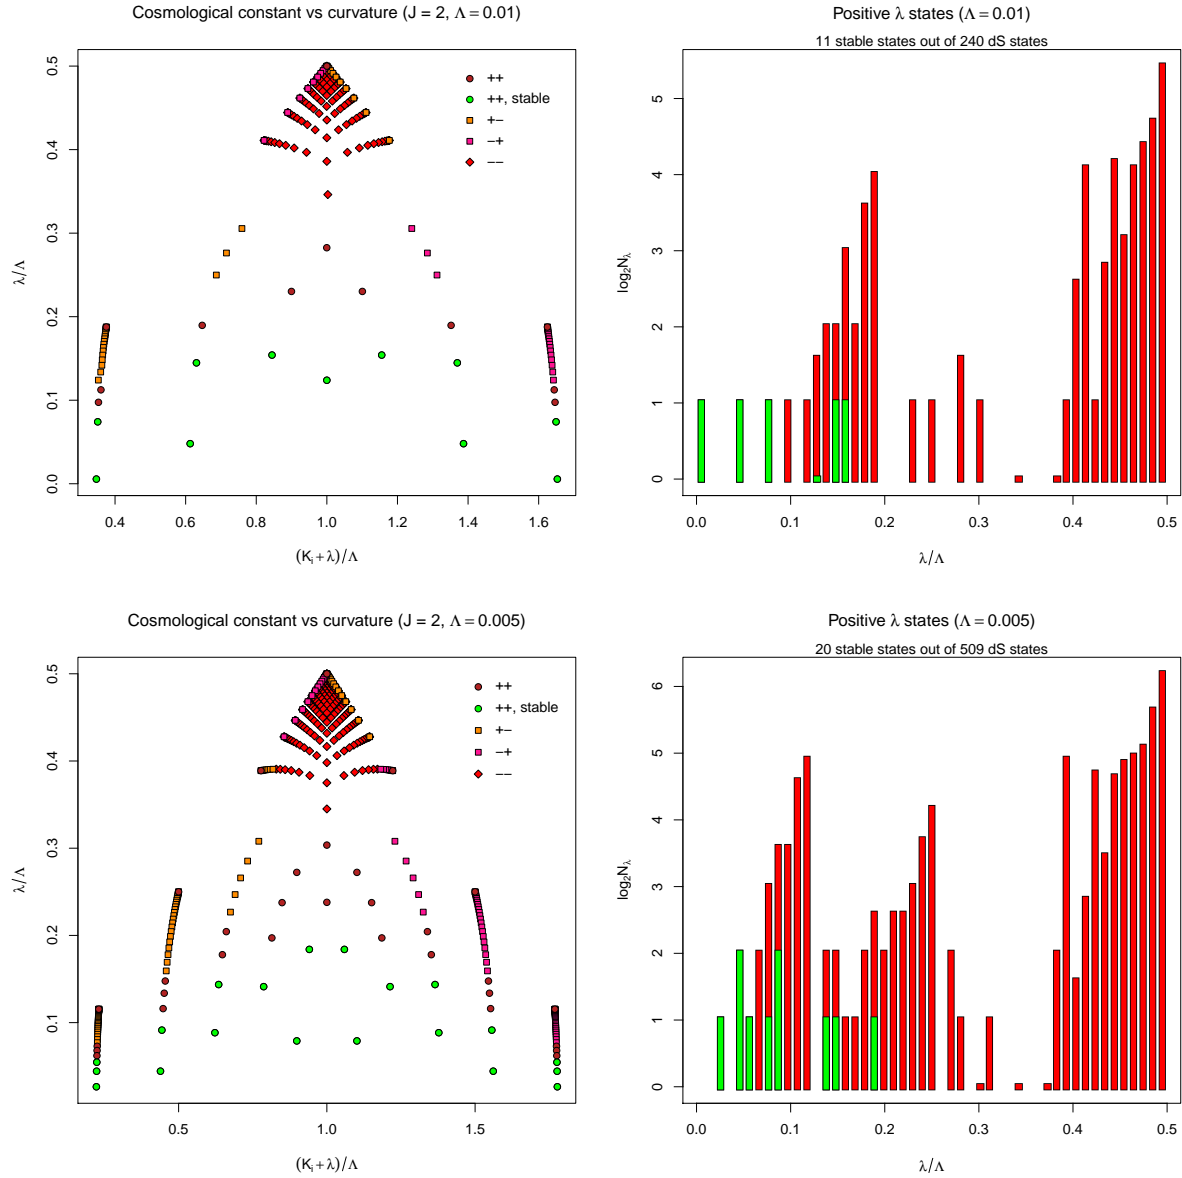 Cosmological constant vs curvature (J = 2, Λ = 0.01)
0.5
0.4
0.3
0.2
0.1
0.0
λ/Λ
++
++, stable
+−
−+
−−
0.4 0.6 0.8 1.0 1.2 1.4 1.6
(Kᵢ+λ)/Λ
Positive λ states (Λ = 0.01)
11 stable states out of 240 dS states
5
4
3
2
1
0
log₂N_λ
0.0 0.1 0.2 0.3 0.4 0.5
λ/Λ
Cosmological constant vs curvature (J = 2, Λ = 0.005)
0.5
0.4
0.3
0.2
0.1
λ/Λ
++
++, stable
+−
−+
−−
0.5 1.0 1.5
(Kᵢ+λ)/Λ
Positive λ states (Λ = 0.005)
20 stable states out of 509 dS states
6
5
4
3
2
1
0
log₂N_λ
0.0 0.1 0.2 0.3 0.4 0.5
λ/Λ